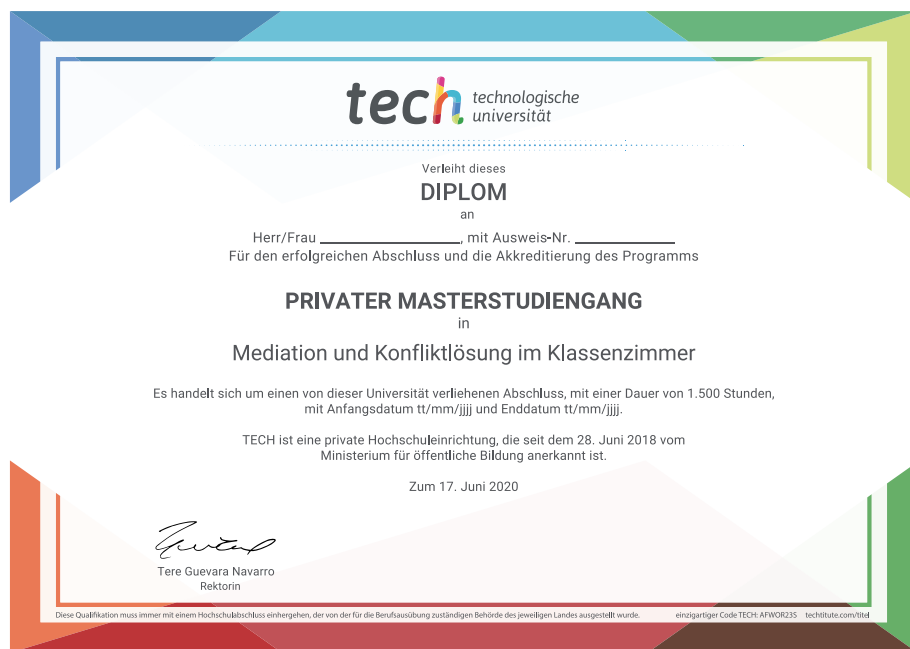 tech technologische
universität
Verleiht dieses
DIPLOM
an
Herr/Frau ____________, mit Ausweis-Nr. ____________
Für den erfolgreichen Abschluss und die Akkreditierung des Programms
PRIVATER MASTERSTUDIENGANG
in
Mediation und Konfliktlösung im Klassenzimmer
Es handelt sich um einen von dieser Universität verliehenen Abschluss, mit einer Dauer von 1.500 Stunden,
mit Anfangsdatum tt/mm/jjjj und Enddatum tt/mm/jjjj.
TECH ist eine private Hochschuleinrichtung, die seit dem 28. Juni 2018 vom
Ministerium für öffentliche Bildung anerkannt ist.
Zum 17. Juni 2020
Tere Guevara Navarro
Rektorin
Diese Qualifikation muss immer mit einem Hochschulabschluss einhergehen, der von der für die Berufsausübung zuständigen Behörde des jeweiligen Landes ausgestellt wurde. einzigartiger Code TECH: AFWOR23S techtitute.com/titel